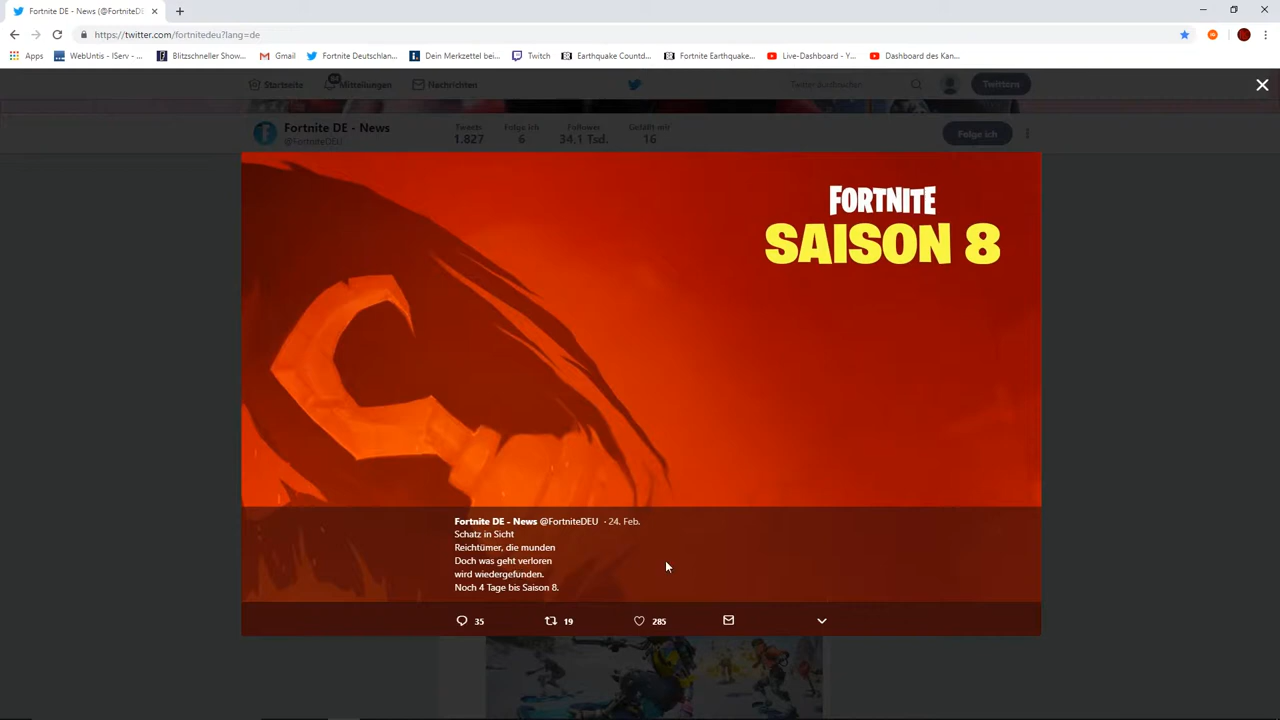 Fortnite DE - News (@FortniteD
https://twitter.com/fortnitedeu?lang=de
Apps
WebUntis - IServ - ...
Blitzschneller Show...
Gmail
Fortnite Deutschlan...
Dein Merkzettel bei...
Twitch
Earthquake Countd...
Fortnite Earthquake...
Live-Dashboard - Y...
Dashboard des Kan...
Startseite
Mitteilungen
Nachrichten
Twitter durchsuchen
Twittern
Fortnite DE - News
@FortniteDEU
Tweets
1.827
Folge ich
6
Follower
34,1 Tsd.
Gefällt mir
16
Folge ich
FORTNITE
SAISON 8
Fortnite DE - News @FortniteDEU · 24. Feb.
Schatz in Sicht
Reichtümer, die munden
Doch was geht verloren
wird wiedergefunden.
Noch 4 Tage bis Saison 8.
35
19
285